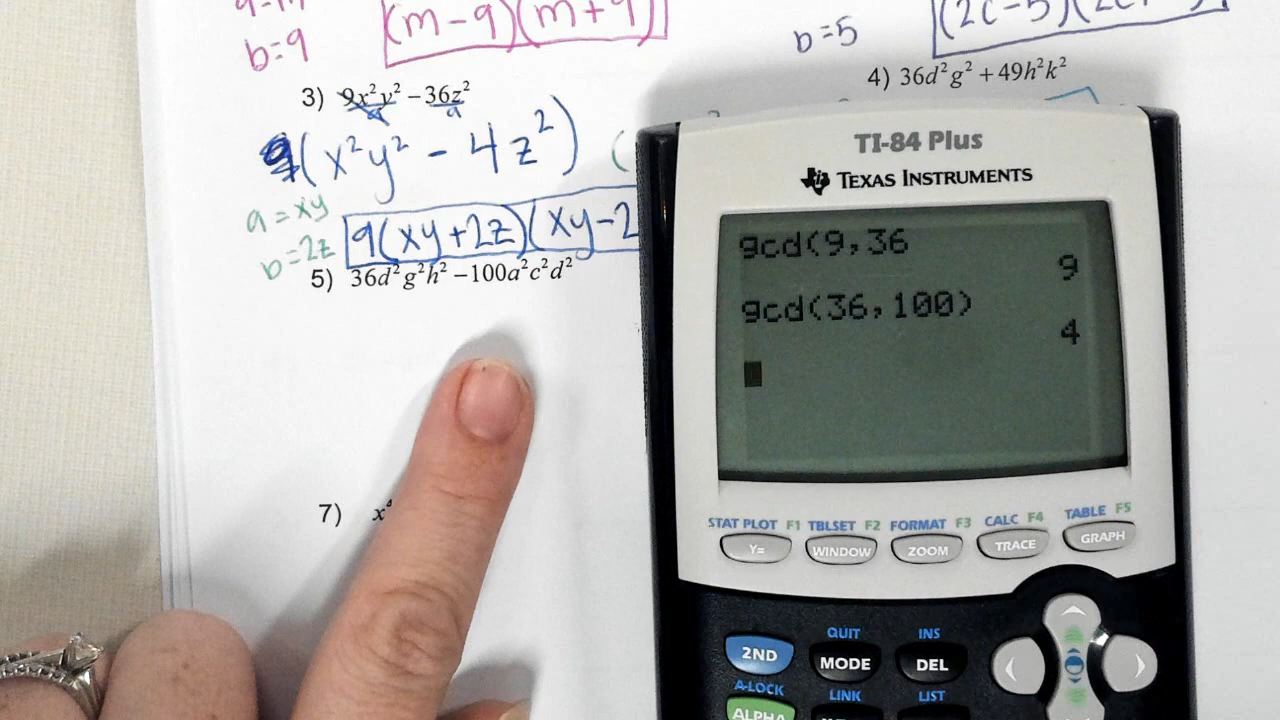 b=9
(m-9)(m+9)
b=5
3) 9x²y² - 36z²
4) 36d²g² + 49h²k²
9(x²y² - 4z²) (
a = xy
b = 2z
9(xy+2z)(xy-2
5) 36d²g²h² - 100a²c²d²
7)
TI-84 Plus
TEXAS INSTRUMENTS
gcd(9,36
9
gcd(36,100)
4
STAT PLOT F1 TBLSET F2 FORMAT F3 CALC F4 TABLE F5
Y= WINDOW ZOOM TRACE GRAPH
QUIT INS
2ND MODE DEL
A-LOCK LINK LIST
ALPHA